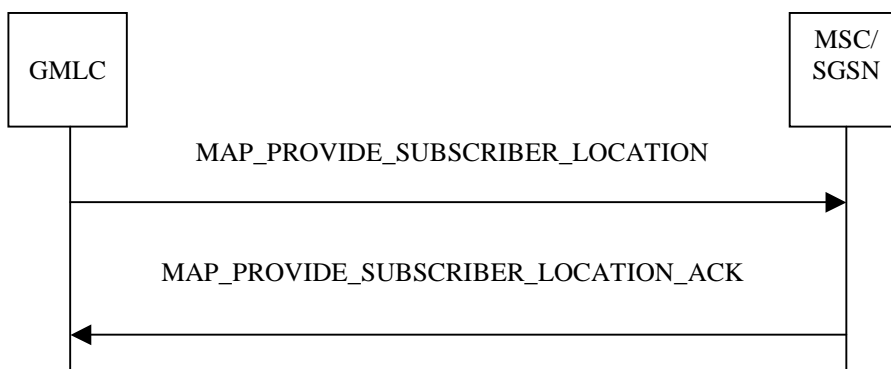 GMLC
MSC/
SGSN
MAP_PROVIDE_SUBSCRIBER_LOCATION
MAP_PROVIDE_SUBSCRIBER_LOCATION_ACK